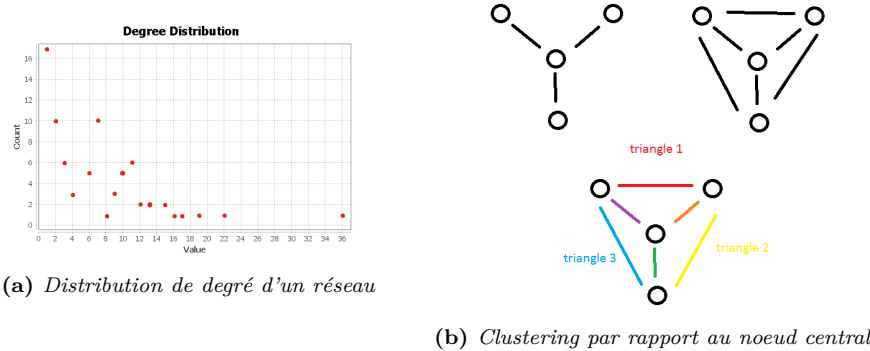 Degree Distribution
Count
16
14
12
10
8
6
4
2
0
0 2 4 6 8 10 12 14 16 18 20 22 24 26 28 30 32 34 36
Value
(a) Distribution de degré d'un réseau
triangle 1
triangle 3
triangle 2
(b) Clustering par rapport au noeud central